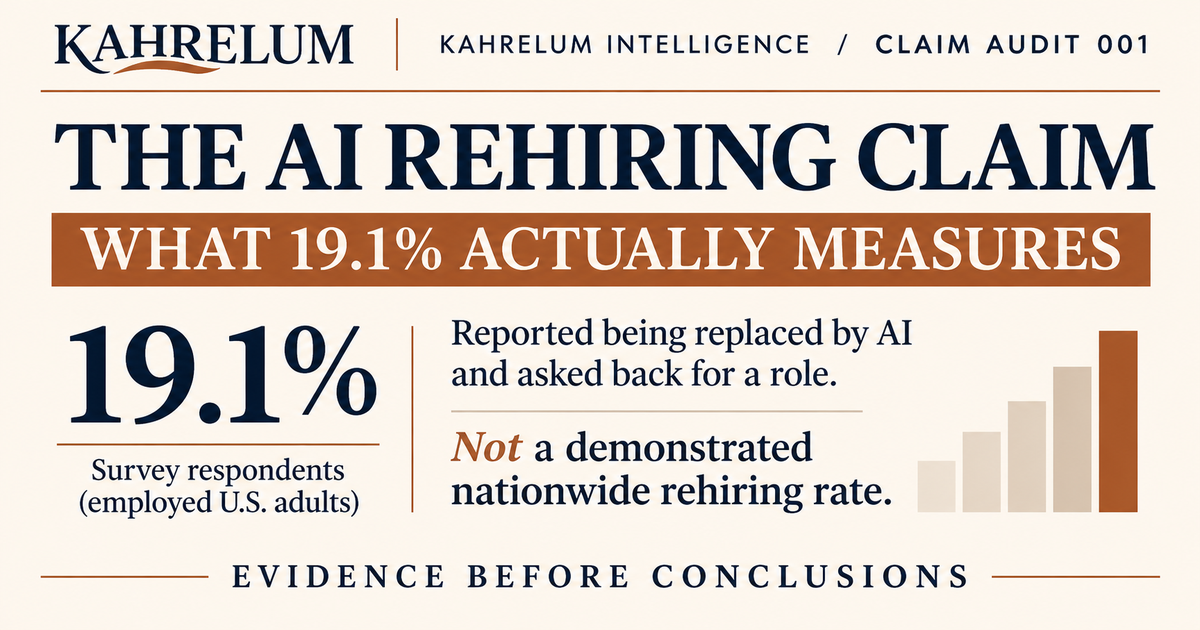 KAHRELUM
KAHRELUM INTELLIGENCE / CLAIM AUDIT 001
THE AI REHIRING CLAIM
WHAT 19.1% ACTUALLY MEASURES
19.1%
Survey respondents
(employed U.S. adults)
Reported being replaced by AI
and asked back for a role.
Not a demonstrated
nationwide rehiring rate.
EVIDENCE BEFORE CONCLUSIONS